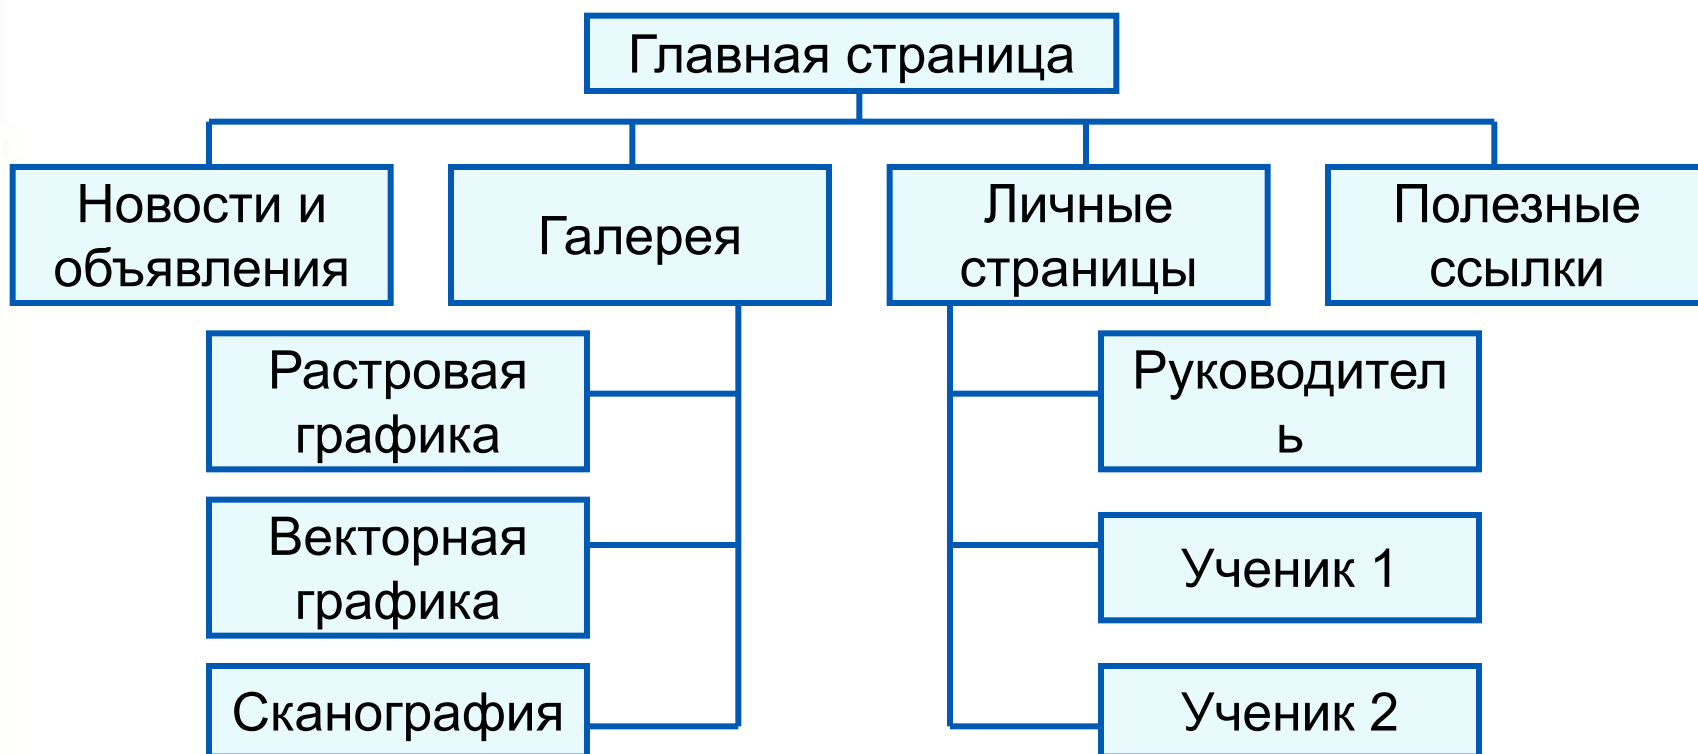 Главная страница
Новости и
объявления
Галерея
Личные
страницы
Полезные
ссылки
Растровая
графика
Векторная
графика
Сканография
Руководител
ь
Ученик 1
Ученик 2